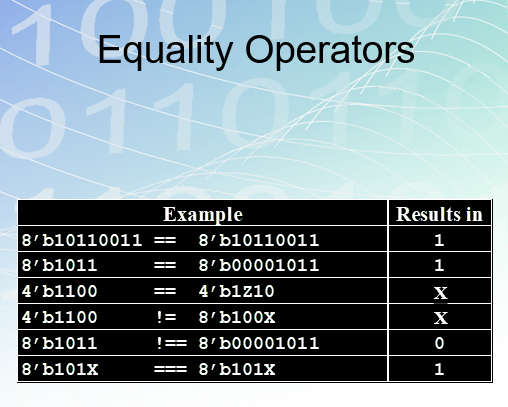 Equality Operators
Example Results in
8'b10110011 == 8'b10110011 1
8'b1011 == 8'b00001011 1
4'b1100 == 4'b1Z10 X
4'b1100 != 8'b100X X
8'b1011 !== 8'b00001011 0
8'b101X === 8'b101X 1